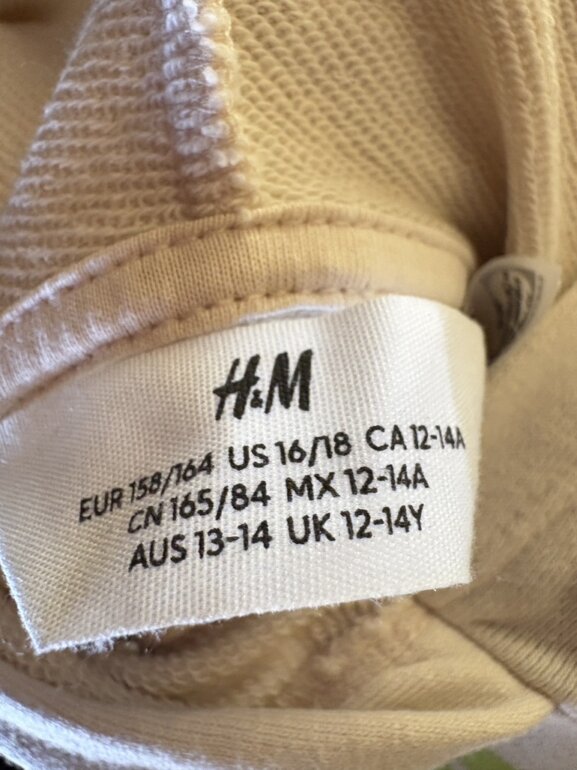 H&M
EUR 158/164 US 16/18 CA 12-14A
CN 165/84 MX 12-14A
AUS 13-14 UK 12-14Y